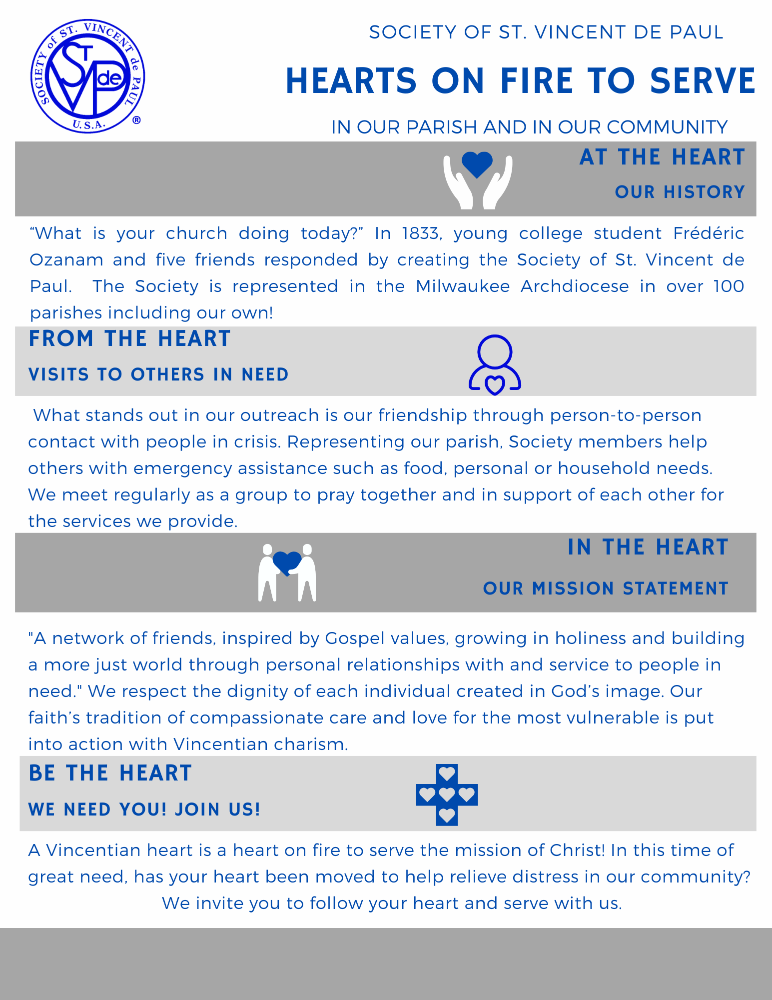 SOCIETY of ST. VINCENT de PAUL
ST
V de P
U.S.A.
®
SOCIETY OF ST. VINCENT DE PAUL
HEARTS ON FIRE TO SERVE
IN OUR PARISH AND IN OUR COMMUNITY
AT THE HEART
OUR HISTORY
“What is your church doing today?” In 1833, young college student Frédéric
Ozanam and five friends responded by creating the Society of St. Vincent de
Paul. The Society is represented in the Milwaukee Archdiocese in over 100
parishes including our own!
FROM THE HEART
VISITS TO OTHERS IN NEED
What stands out in our outreach is our friendship through person-to-person
contact with people in crisis. Representing our parish, Society members help
others with emergency assistance such as food, personal or household needs.
We meet regularly as a group to pray together and in support of each other for
the services we provide.
IN THE HEART
OUR MISSION STATEMENT
"A network of friends, inspired by Gospel values, growing in holiness and building
a more just world through personal relationships with and service to people in
need." We respect the dignity of each individual created in God’s image. Our
faith’s tradition of compassionate care and love for the most vulnerable is put
into action with Vincentian charism.
BE THE HEART
WE NEED YOU! JOIN US!
A Vincentian heart is a heart on fire to serve the mission of Christ! In this time of
great need, has your heart been moved to help relieve distress in our community?
We invite you to follow your heart and serve with us.